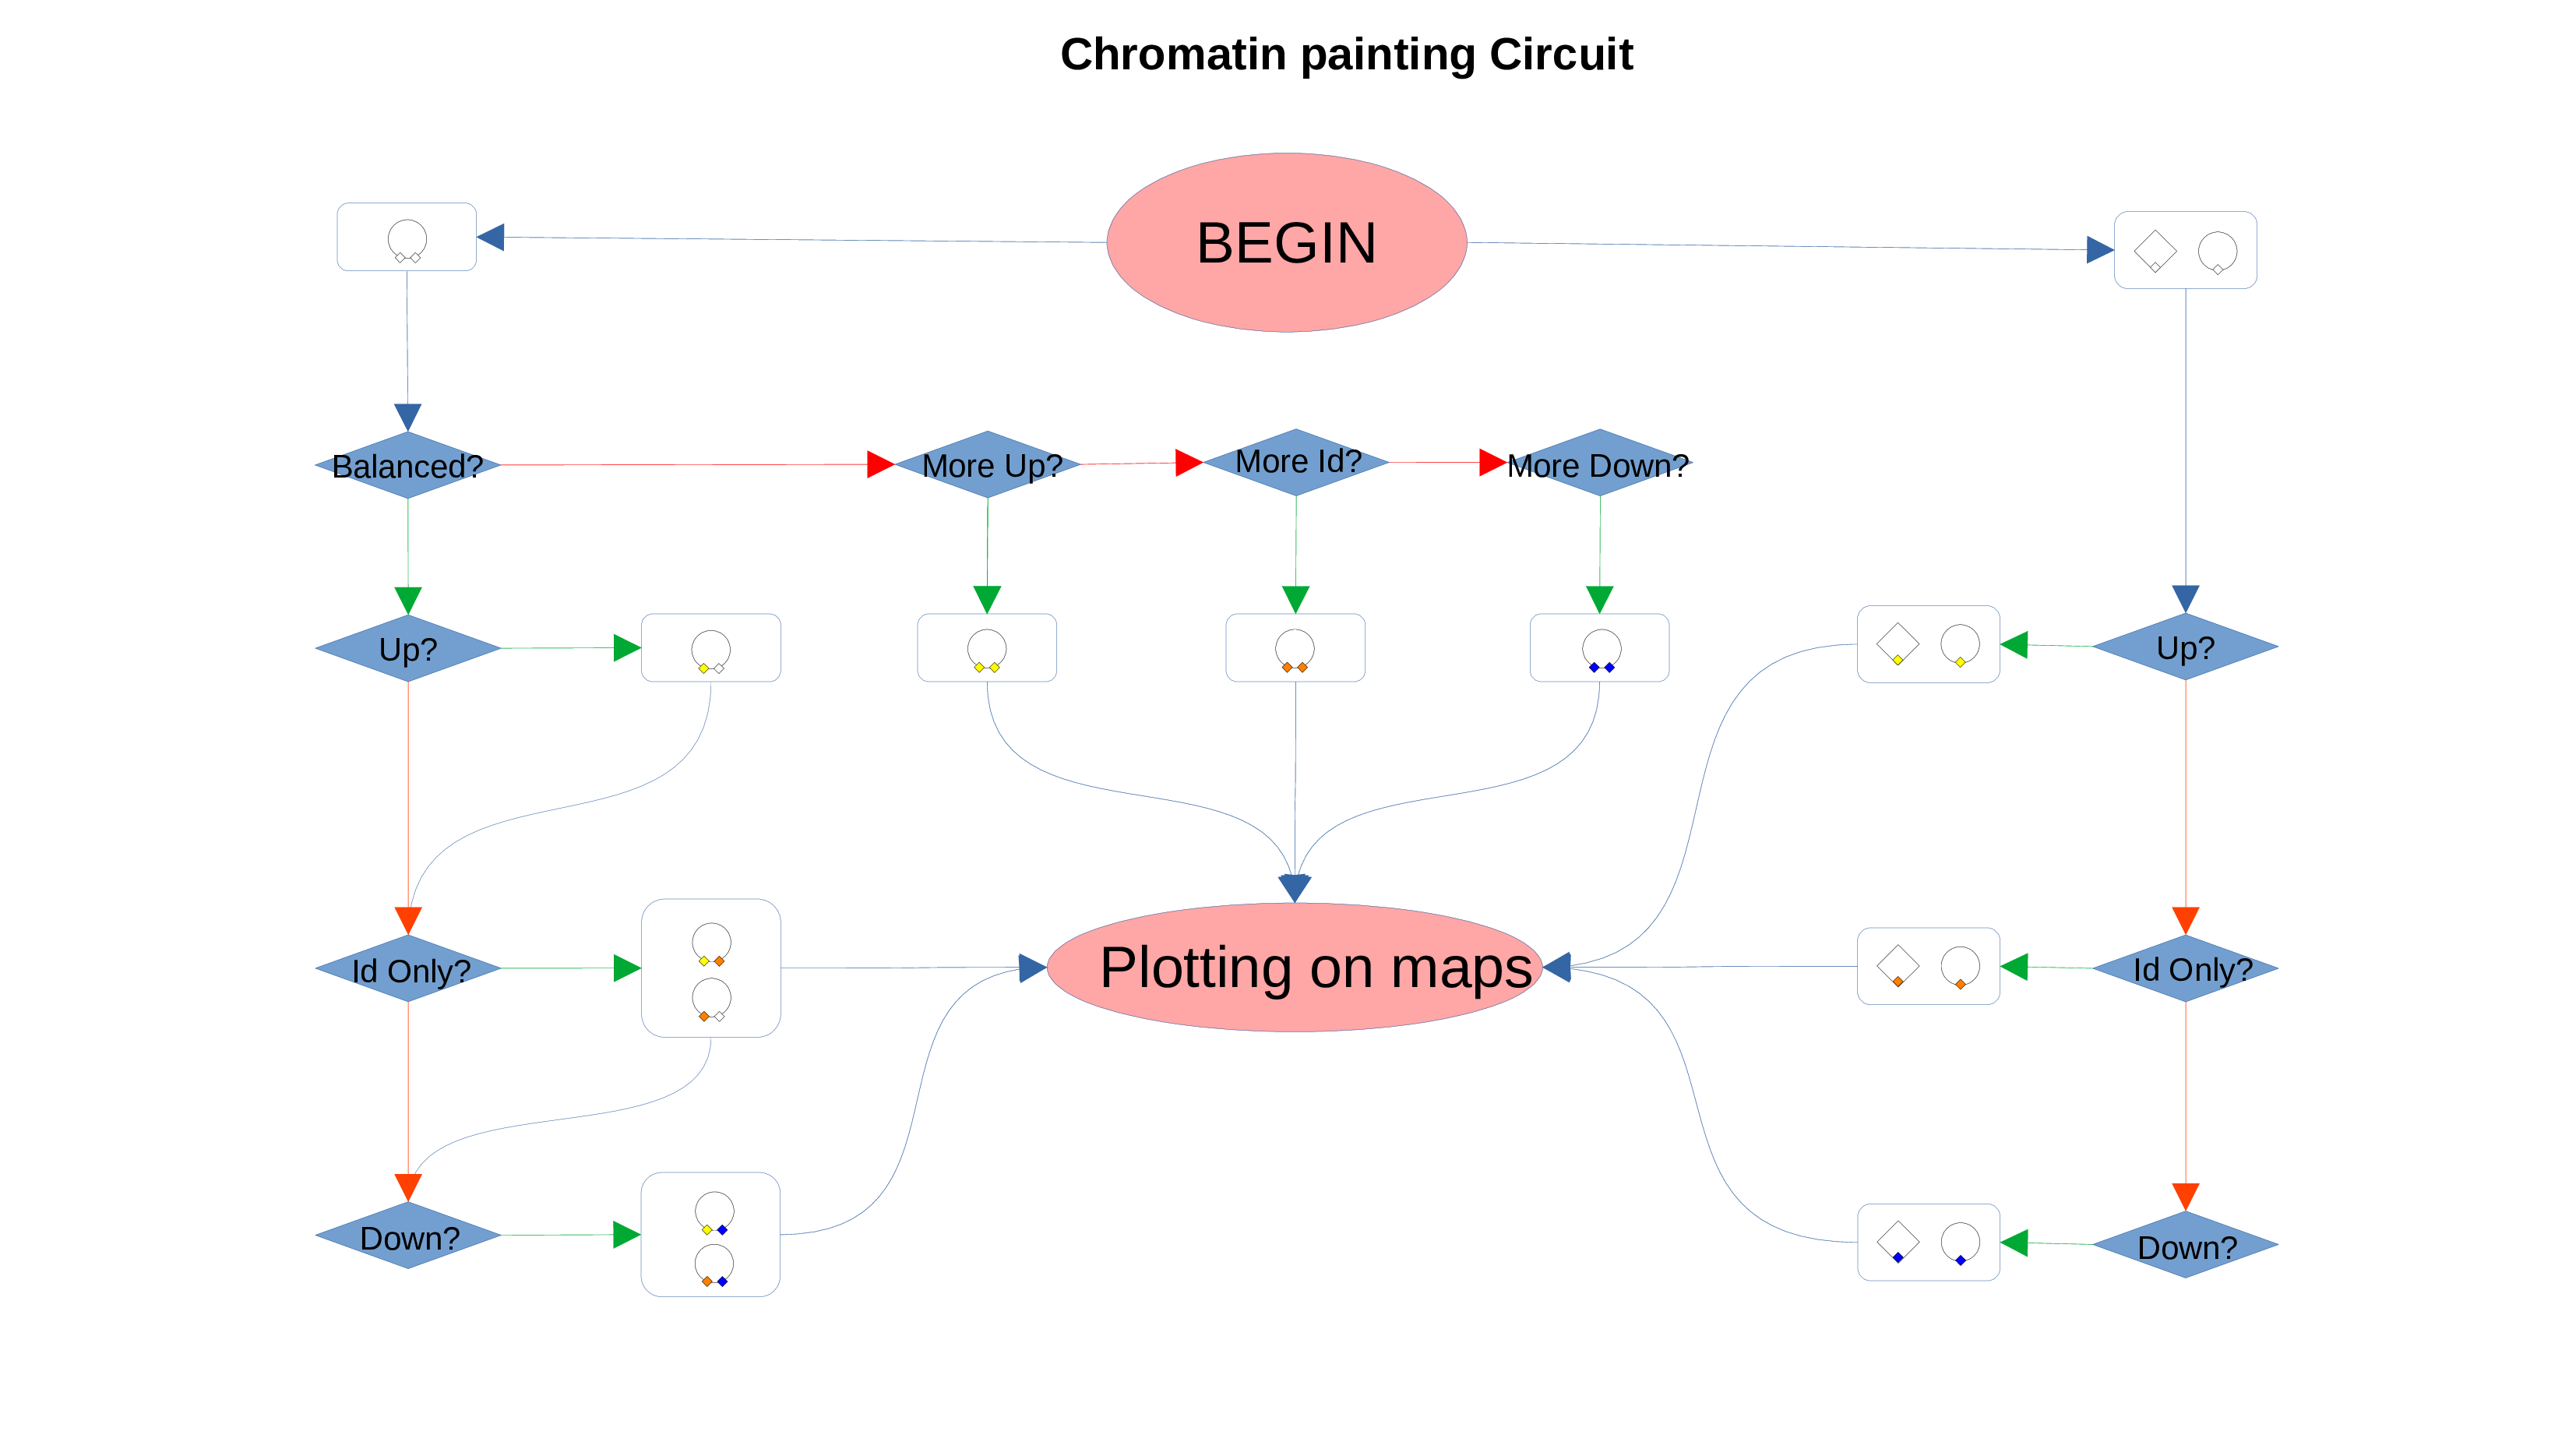 Chromatin painting Circuit
BEGIN
Balanced?
More Up?
More Id?
More Down?
Up?
Up?
Id Only?
Plotting on maps
Id Only?
Down?
Down?